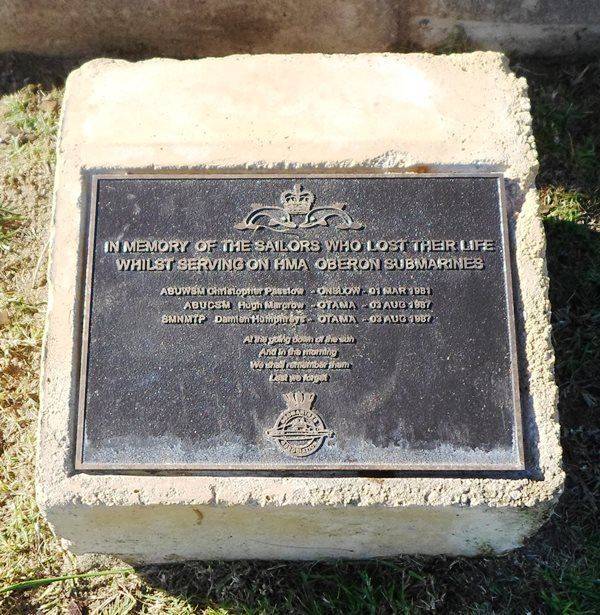 IN MEMORY OF THE SAILORS WHO LOST THEIR LIFE
WHILST SERVING ON HMA OBERON SUBMARINES
ABUWSM Christopher Passlow - ONSLOW - 01 MAR 1981
ABUCSM Hugh Marcrow - OTAMA - 03 AUG 1987
SMNMTP Damien Humphreys - OTAMA - 03 AUG 1987
At the going down of the sun
And in the morning
We shall remember them
Lest we forget